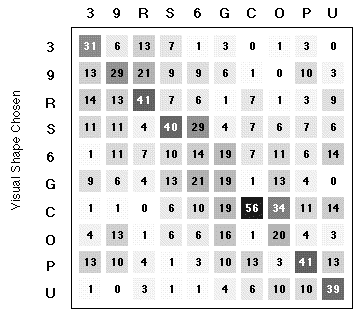 3 9 R S 6 G C O P U
Visual Shape Chosen
3 31 6 13 7 1 3 0 1 3 0
9 13 29 21 9 9 6 1 0 10 3
R 14 13 41 7 6 1 7 1 3 9
S 11 11 4 40 29 4 7 6 7 6
6 1 11 7 10 14 19 7 11 6 14
G 9 6 4 13 21 19 1 13 4 0
C 1 1 0 6 10 19 56 34 11 14
O 4 13 1 6 6 16 1 20 4 3
P 13 10 4 1 3 10 13 3 41 13
U 1 0 3 1 1 4 6 10 10 39